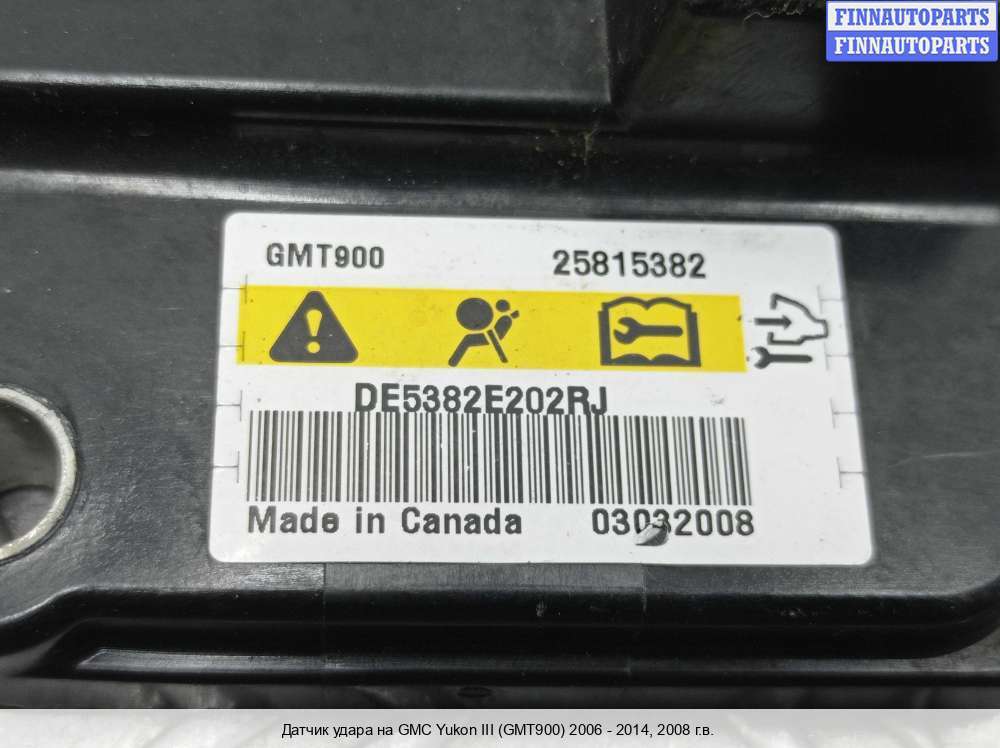 FINNAUTOPARTS
FINNAUTOPARTS
GMT900 25815382
DE5382E202RJ
Made in Canada 03032008
Датчик удара на GMC Yukon III (GMT900) 2006 - 2014, 2008 г.в.